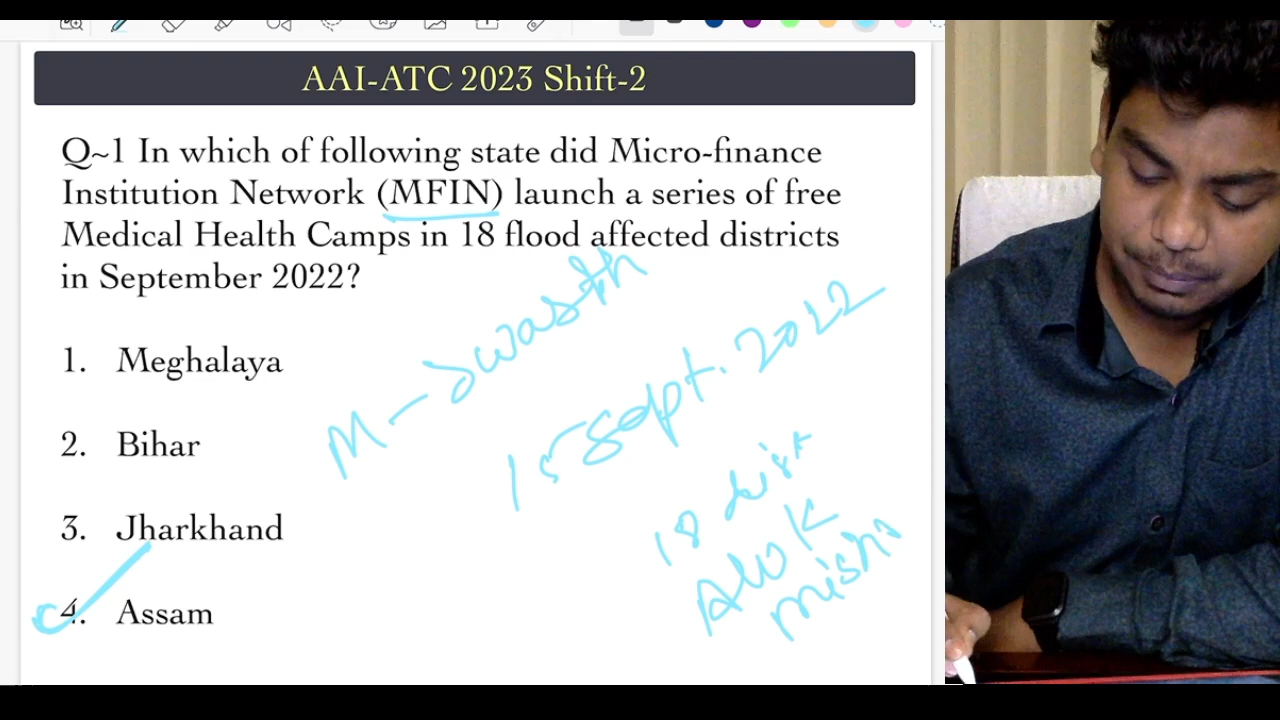 AAI-ATC 2023 Shift-2
Q~1 In which of following state did Micro-finance
Institution Network (MFIN) launch a series of free
Medical Health Camps in 18 flood affected districts
in September 2022?
1. Meghalaya
2. Bihar
3. Jharkhand
4. Assam
M-Swasth
15 Sept. 2022
18 dist
Alok
Mishra